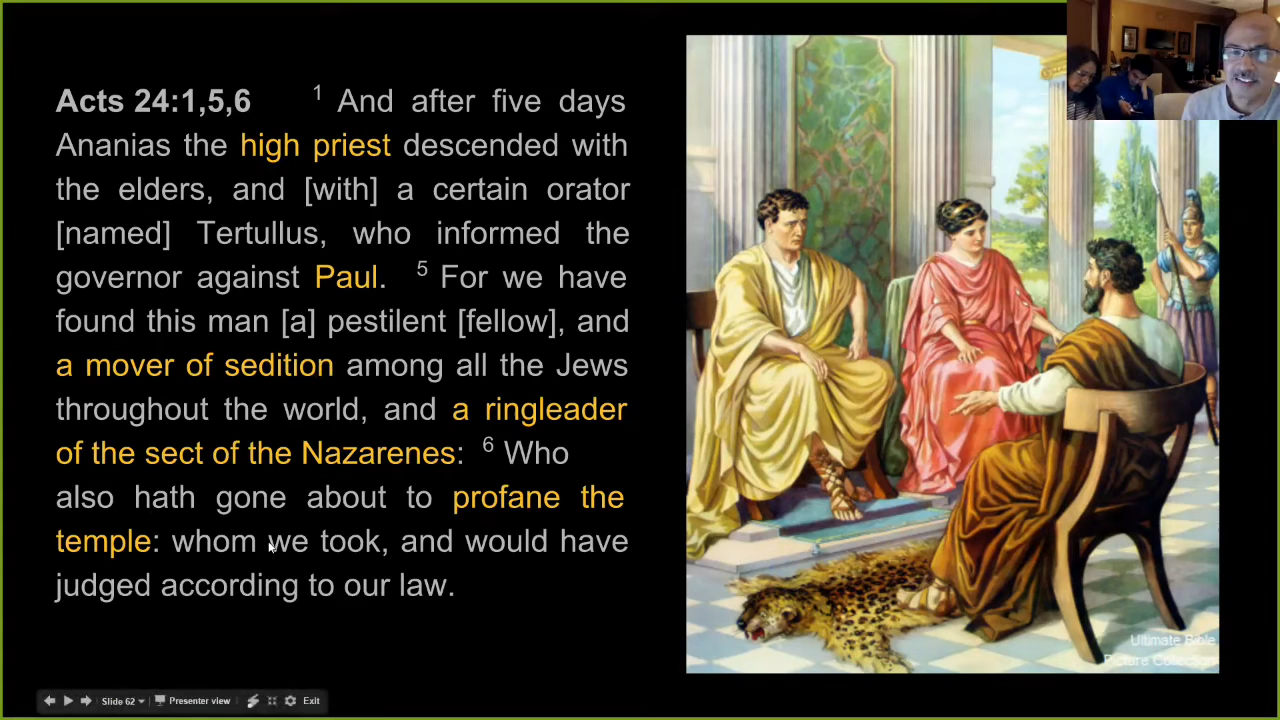 Acts 24:1,5,6 1 And after five days
Ananias the high priest descended with
the elders, and [with] a certain orator
[named] Tertullus, who informed the
governor against Paul. 5 For we have
found this man [a] pestilent [fellow], and
a mover of sedition among all the Jews
throughout the world, and a ringleader
of the sect of the Nazarenes: 6 Who
also hath gone about to profane the
temple: whom we took, and would have
judged according to our law.
Ultimate Bible
Picture Collection
Slide 62 Presenter view Exit